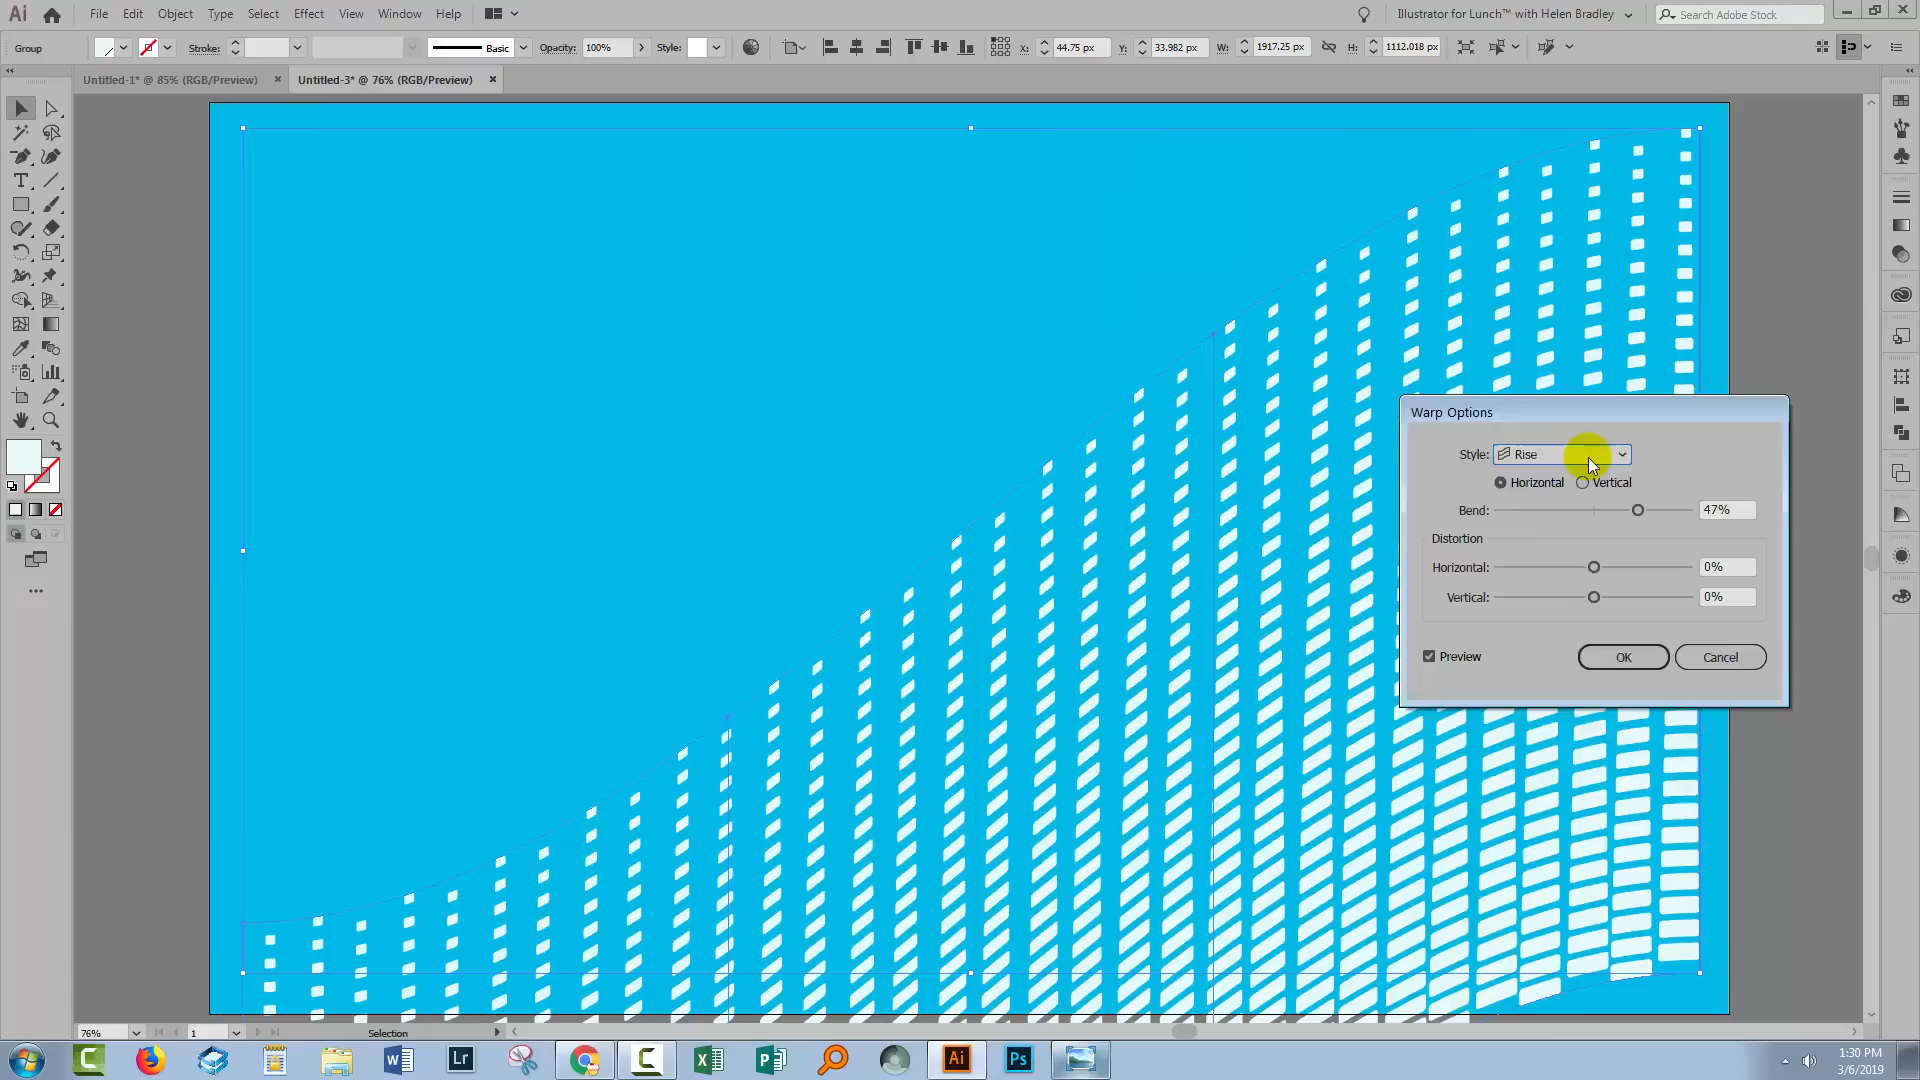 Ai File Edit Object Type Select Effect View Window Help Illustrator for Lunch™ with Helen Bradley Search Adobe Stock
Group Stroke: Basic Opacity: 100% Style: X: 44.75 px Y: 33.982 px W: 1917.25 px H: 1112.018 px
Untitled-1* @ 85% (RGB/Preview) Untitled-3* @ 76% (RGB/Preview)
Warp Options
Style: Rise
Horizontal Vertical
Bend: 47%
Distortion
Horizontal: 0%
Vertical: 0%
Preview OK Cancel
76% 1 Selection
Lr Ai Ps
1:30 PM
3/6/2019